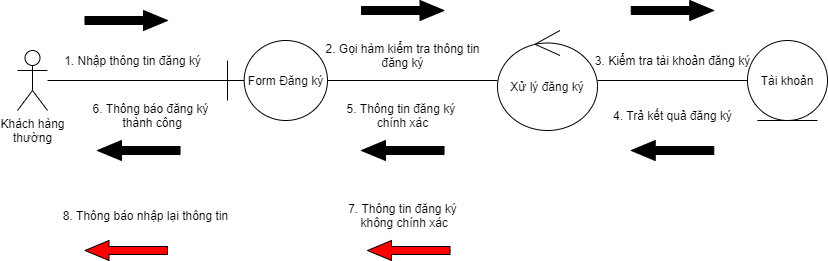 1. Nhập thông tin đăng ký
2. Gọi hàm kiểm tra thông tin
đăng ký
3. Kiểm tra tài khoản đăng ký
Khách hàng
thường
Form Đăng ký
Xử lý đăng ký
Tài khoản
6. Thông báo đăng ký
thành công
5. Thông tin đăng ký
chính xác
4. Trả kết quả đăng ký
8. Thông báo nhập lại thông tin
7. Thông tin đăng ký
không chính xác